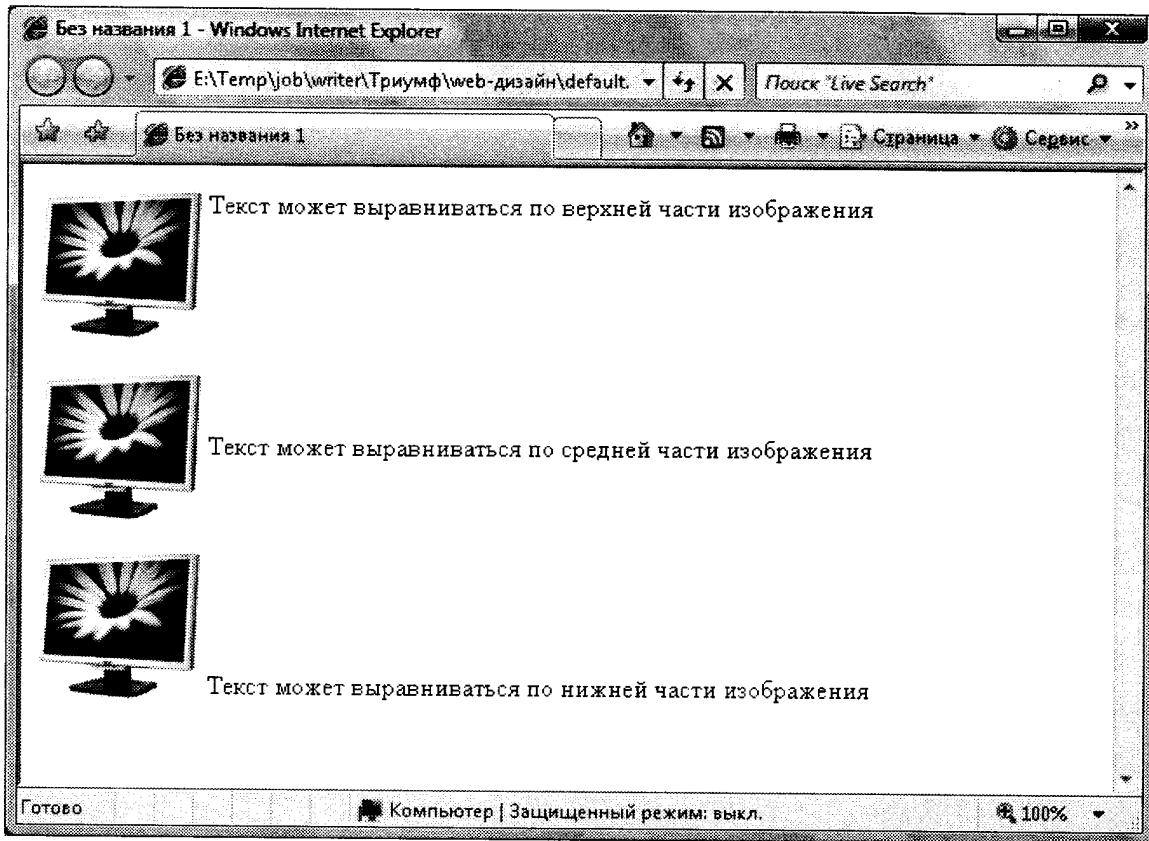 Без названия 1 - Windows Internet Explorer
E:\Temp\job\writer\Триумф\web-дизайн\default.
Поиск "Live Search"
Без названия 1
Страница
Сервис
Текст может выравниваться по верхней части изображения
Текст может выравниваться по средней части изображения
Текст может выравниваться по нижней части изображения
Готово
Компьютер | Защищенный режим: выкл.
100%